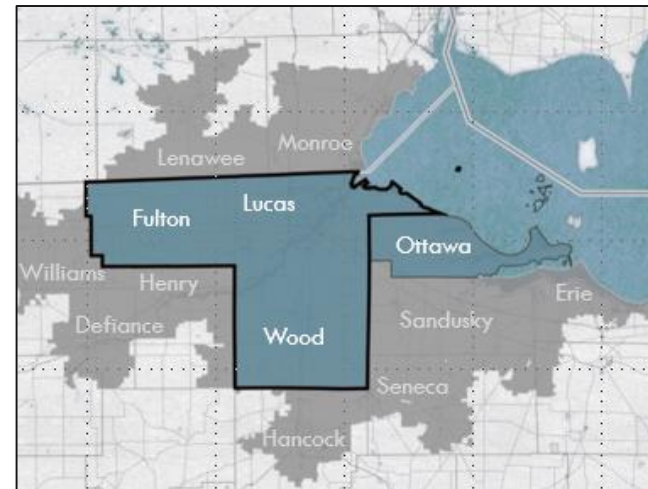 Monroe
Lenawee
Lucas
Fulton
Ottawa
Williams
Henry
Erie
Defiance
Sandusky
Wood
Seneca
Hancock